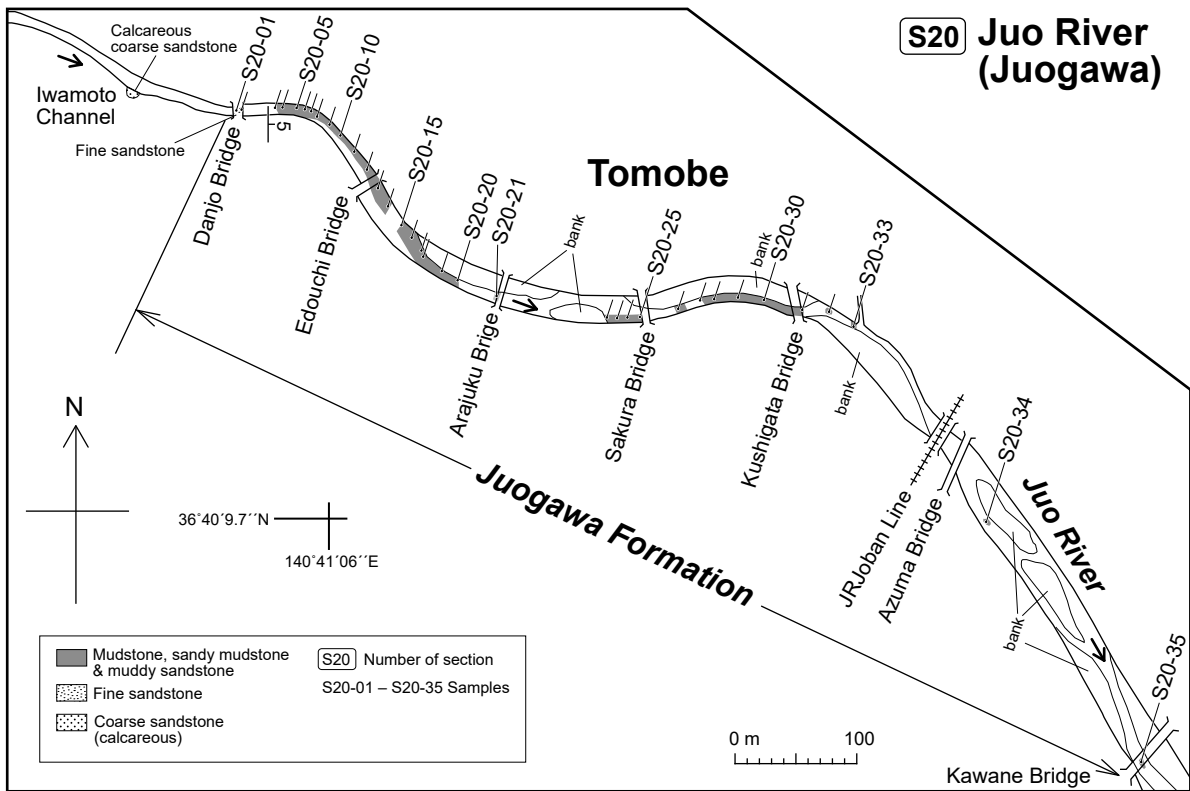 S20 Juo River
(Juogawa)
Calcareous
coarse sandstone
Iwamoto
Channel
Fine sandstone
S20-01
S20-05
S20-10
S20-15
S20-20
S20-21
S20-25
S20-30
S20-33
S20-34
S20-35
5
Tomobe
bank
bank
bank
bank
Danjo Bridge
Edouchi Bridge
Arajuku Brige
Sakura Bridge
Kushigata Bridge
JRJoban Line
Azuma Bridge
Kawane Bridge
Juo River
Juogawa Formation
N
36˚40´9.7´´N
140˚41´06´´E
Mudstone, sandy mudstone
& muddy sandstone
Fine sandstone
Coarse sandstone
(calcareous)
S20 Number of section
S20-01 – S20-35 Samples
0 m 100